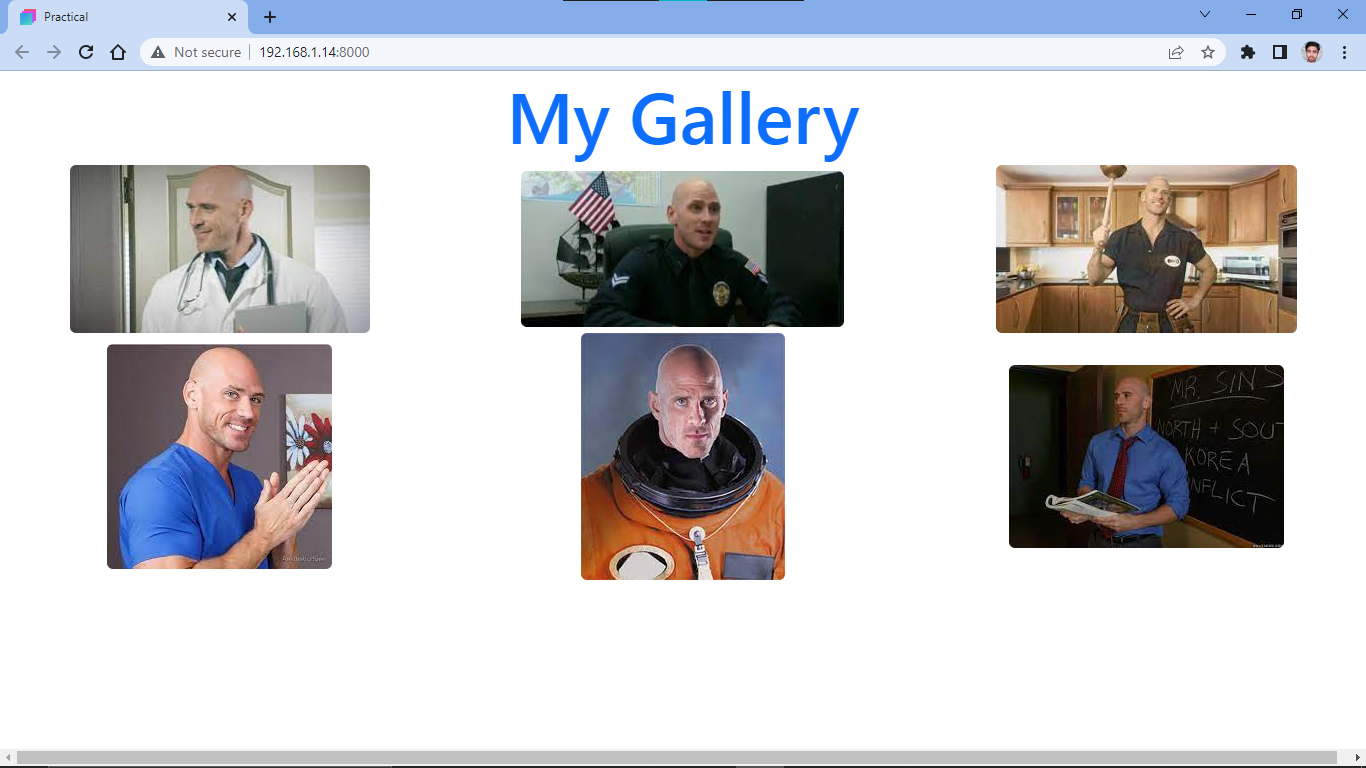 Practical
Not secure
192.168.1.14:8000
My Gallery
MR. SINS
NORTH + SOUT
KOREA
NFLICT